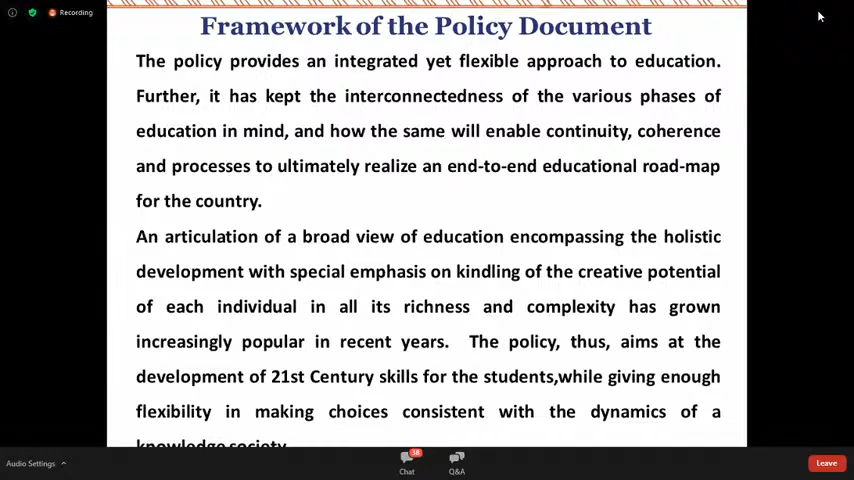 Recording
Framework of the Policy Document
The policy provides an integrated yet flexible approach to education.
Further, it has kept the interconnectedness of the various phases of
education in mind, and how the same will enable continuity, coherence
and processes to ultimately realize an end-to-end educational road-map
for the country.
An articulation of a broad view of education encompassing the holistic
development with special emphasis on kindling of the creative potential
of each individual in all its richness and complexity has grown
increasingly popular in recent years. The policy, thus, aims at the
development of 21st Century skills for the students,while giving enough
flexibility in making choices consistent with the dynamics of a
knowledge society.
Audio Settings
38
Chat
Q&A
Leave